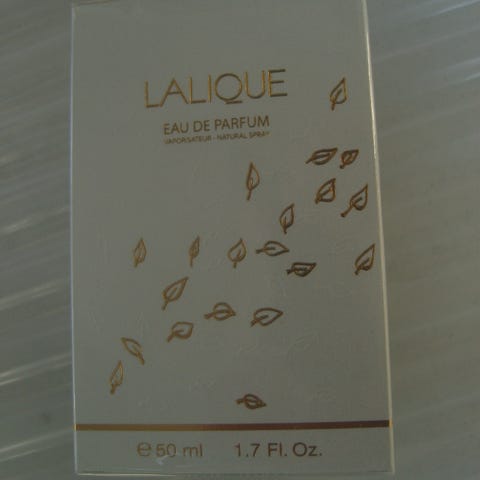 LALIQUE
EAU DE PARFUM
VAPORISATEUR - NATURAL SPRAY
℮50 ml 1.7 Fl. Oz.